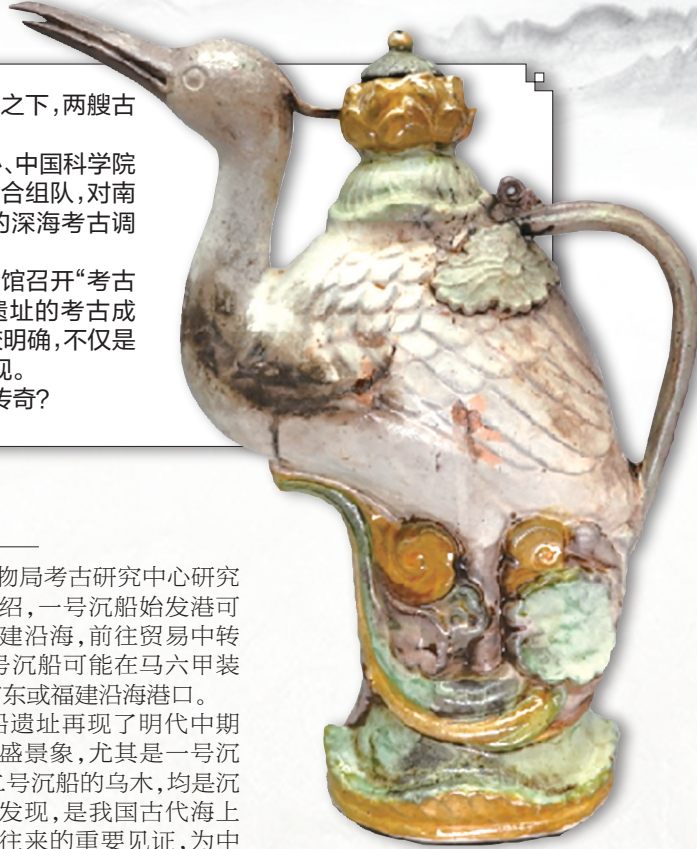 之下，两艘古
、中国科学院
合组队，对南
的深海考古调
馆召开“考古
遗址的考古成
明确，不仅是
现。
传奇？
物局考古研究中心研究
绍，一号沉船始发港可
建沿海，前往贸易中转
号沉船可能在马六甲装
东或福建沿海港口。
船遗址再现了明代中期
盛景象，尤其是一号沉
二号沉船的乌木，均是沉
发现，是我国古代海上
往来的重要见证，为中